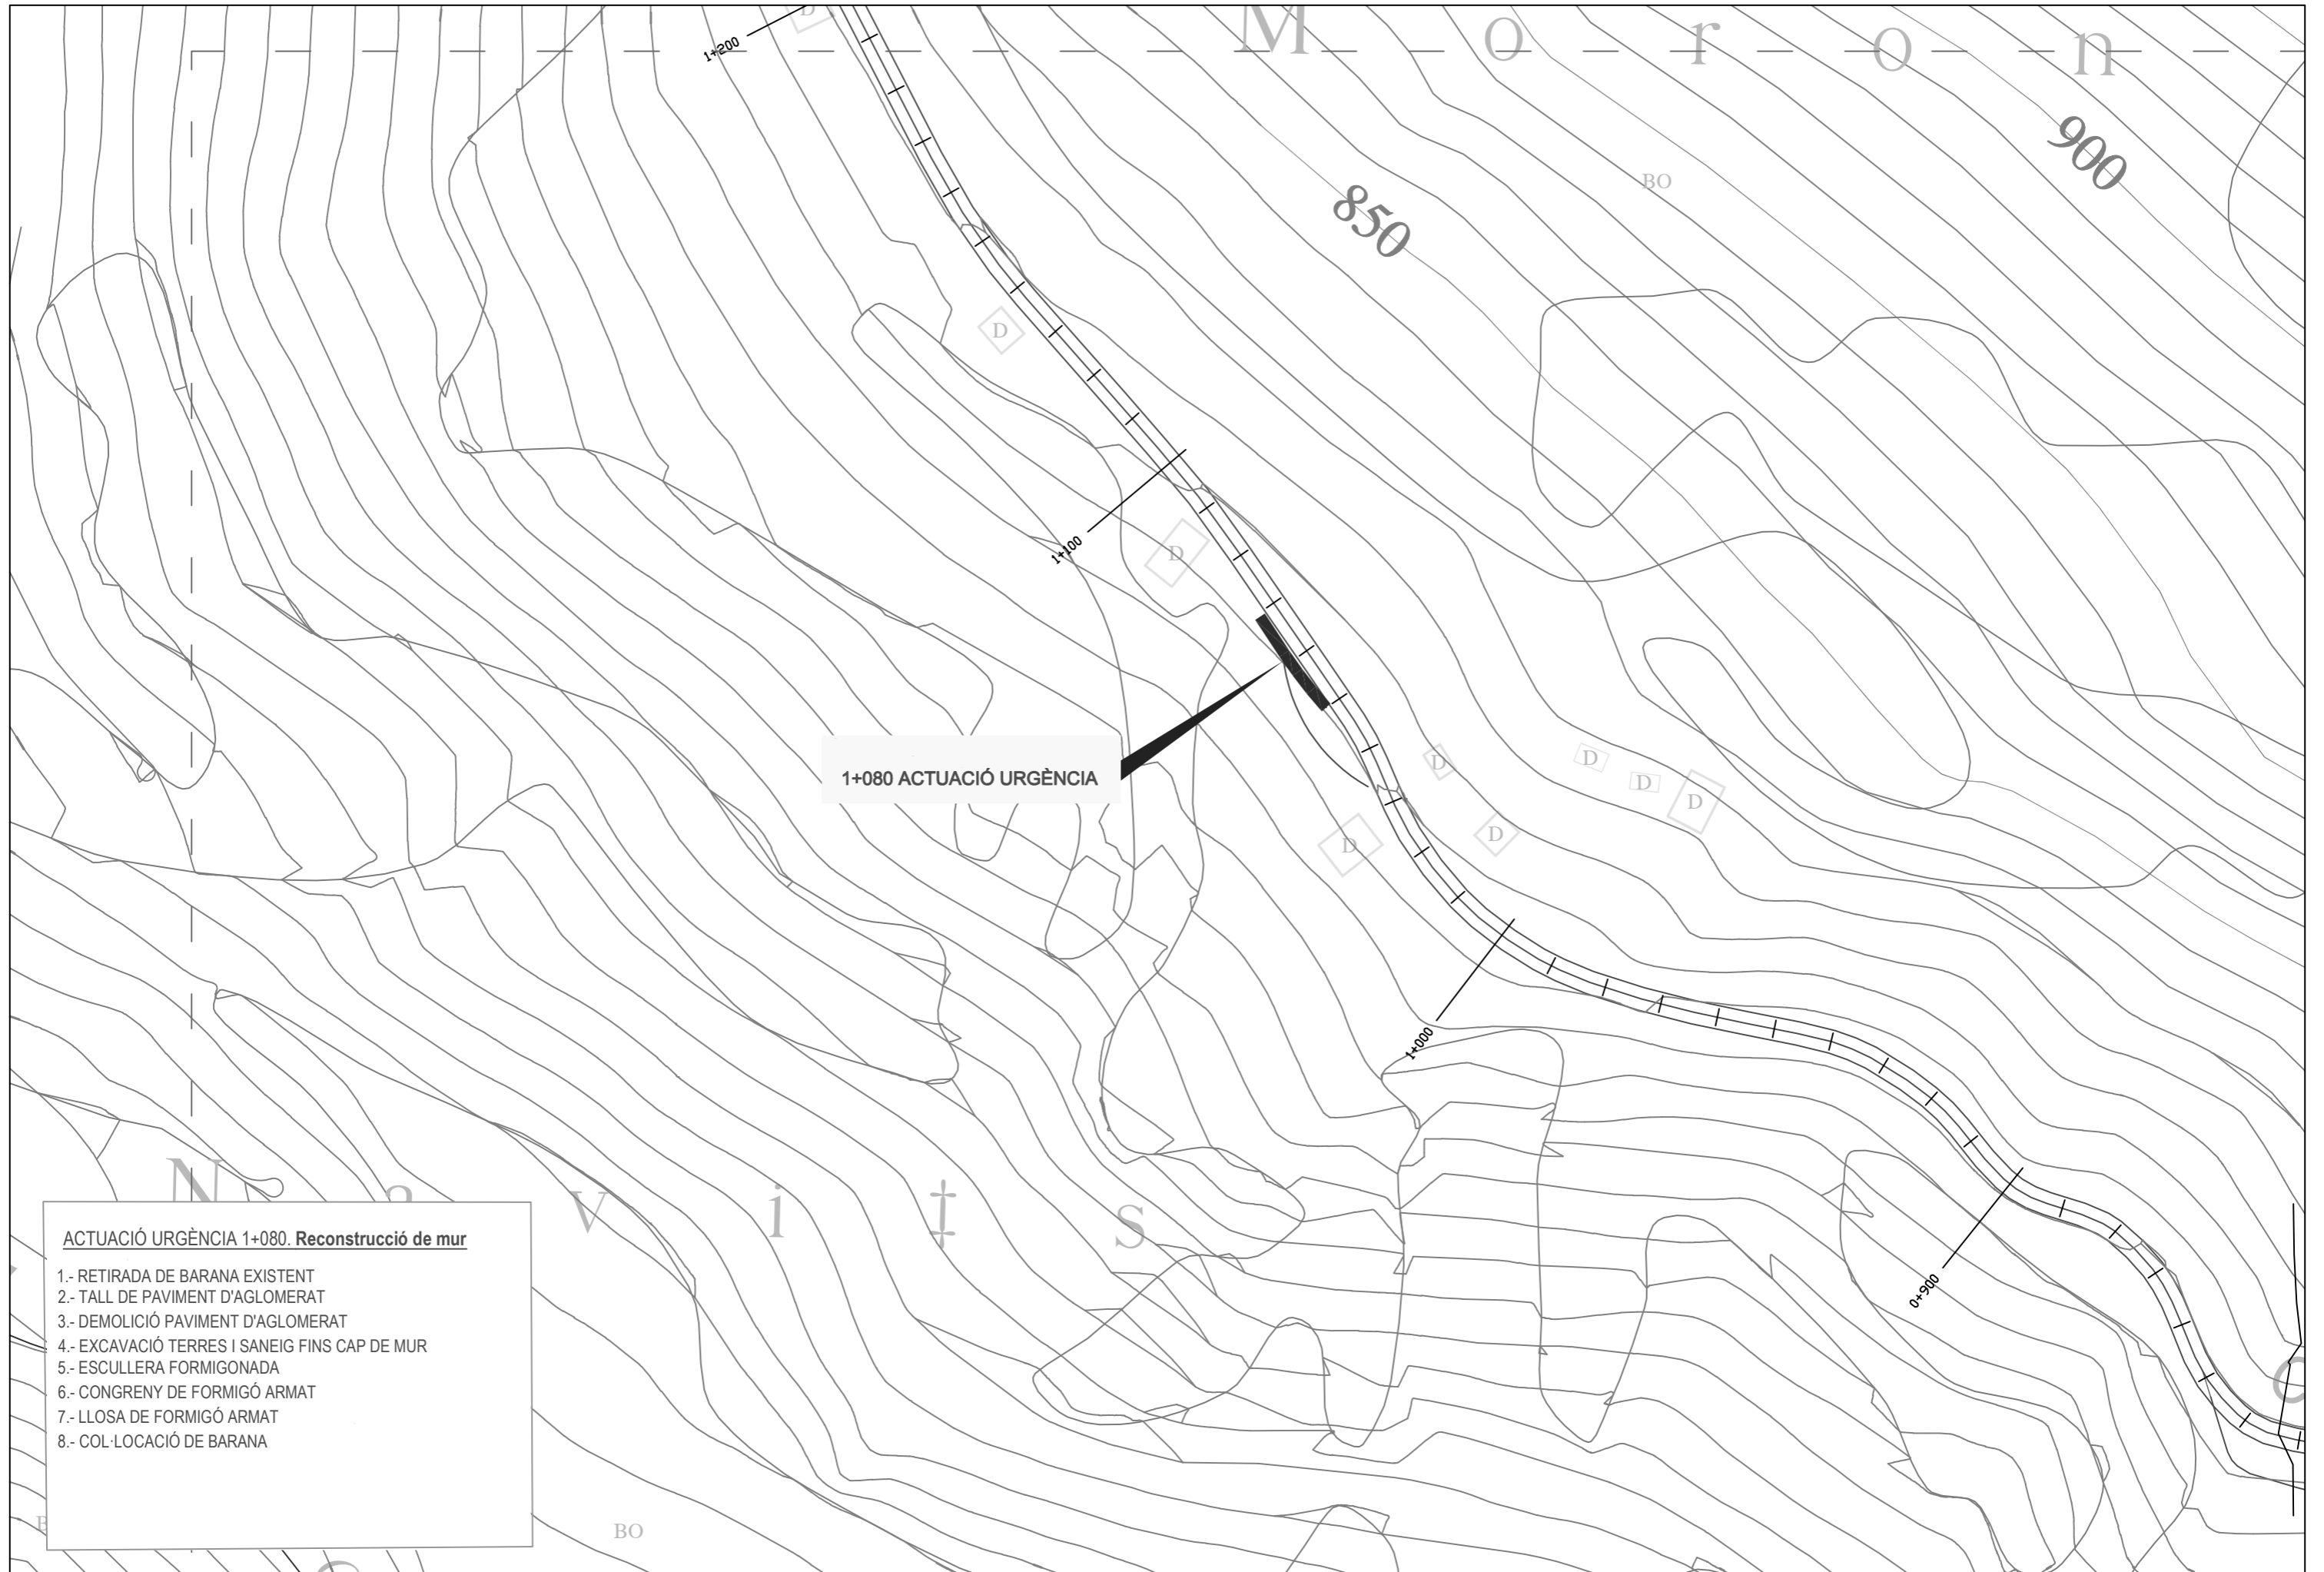 D
1+200
M o r o n
900
BO
850
D
1+100
D
1+080 ACTUACIÓ URGÈNCIA
D
D
D
D
D
D
1+000
N a v i ‡ s
0+900
ACTUACIÓ URGÈNCIA 1+080. Reconstrucció de mur
1.- RETIRADA DE BARANA EXISTENT
2.- TALL DE PAVIMENT D'AGLOMERAT
3.- DEMOLICIÓ PAVIMENT D'AGLOMERAT
4.- EXCAVACIÓ TERRES I SANEIG FINS CAP DE MUR
5.- ESCULLERA FORMIGONADA
6.- CONGRENY DE FORMIGÓ ARMAT
7.- LLOSA DE FORMIGÓ ARMAT
8.- COL·LOCACIÓ DE BARANA
BO